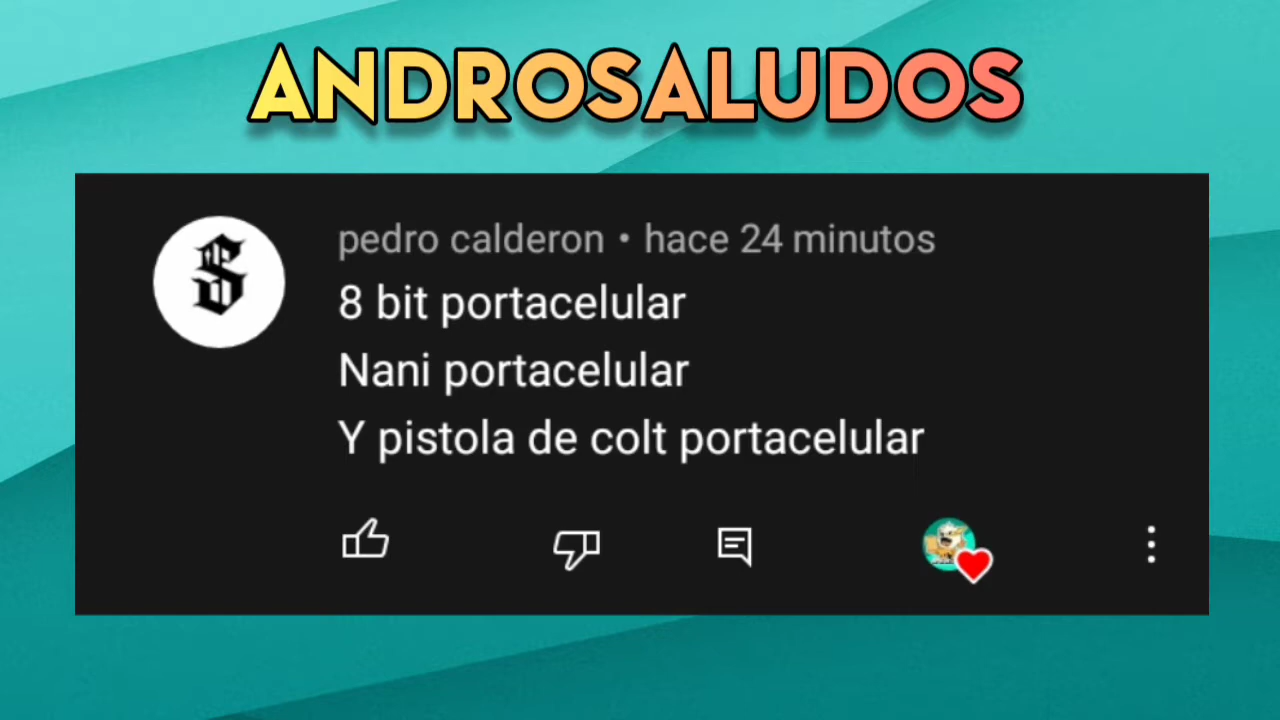 ANDROSALUDOS
pedro calderon • hace 24 minutos
8 bit portacelular
Nani portacelular
Y pistola de colt portacelular